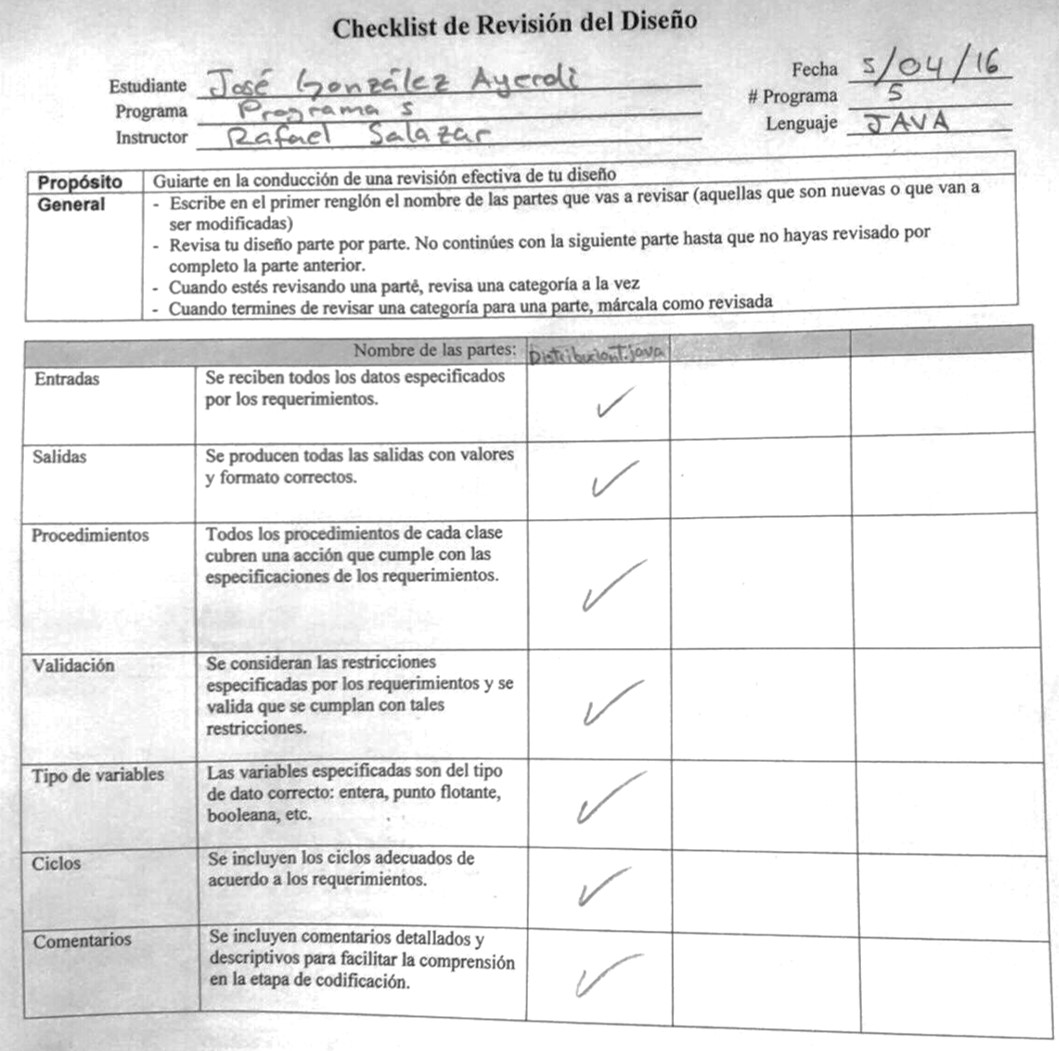 Checklist de Revisión del Diseño
Estudiante José González Ayerdi
Fecha 5/04/16
Programa Programa 5
# Programa 5
Instructor Rafael Salazar
Lenguaje JAVA
Propósito Guiarte en la conducción de una revisión efectiva de tu diseño
General - Escribe en el primer renglón el nombre de las partes que vas a revisar (aquellas que son nuevas o que van a
ser modificadas)
- Revisa tu diseño parte por parte. No continúes con la siguiente parte hasta que no hayas revisado por
completo la parte anterior.
- Cuando estés revisando una parte, revisa una categoría a la vez
- Cuando termines de revisar una categoría para una parte, márcala como revisada
Nombre de las partes: DistribucionT.java
Entradas Se reciben todos los datos especificados
por los requerimientos. ✓
Salidas Se producen todas las salidas con valores
y formato correctos. ✓
Procedimientos Todos los procedimientos de cada clase
cubren una acción que cumple con las
especificaciones de los requerimientos. ✓
Validación Se consideran las restricciones
especificadas por los requerimientos y se
valida que se cumplan con tales ✓
restricciones.
Tipo de variables Las variables especificadas son del tipo
de dato correcto: entera, punto flotante, ✓
booleana, etc.
Ciclos Se incluyen los ciclos adecuados de
acuerdo a los requerimientos. ✓
Comentarios Se incluyen comentarios detallados y
descriptivos para facilitar la comprensión
en la etapa de codificación. ✓